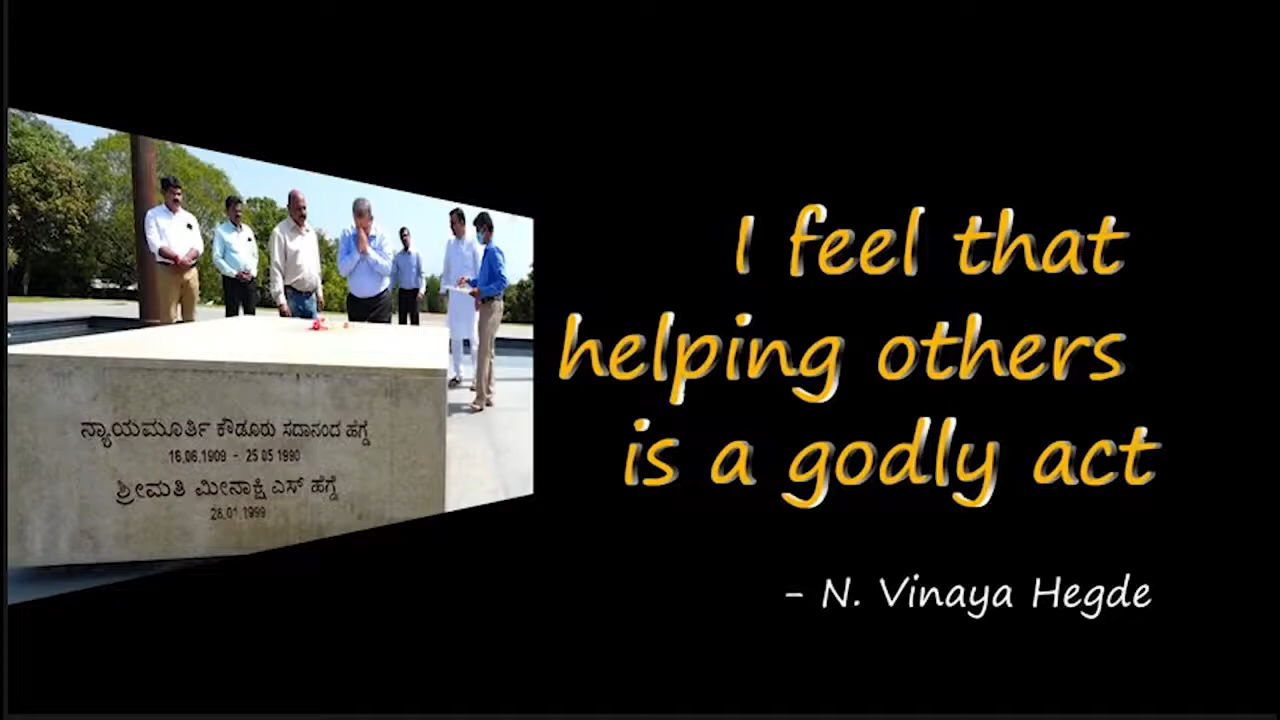 ನ್ಯಾಯಮೂರ್ತಿ ಕೌಡೂರು ಸದಾನಂದ ಹೆಗ್ಡೆ
16.06.1909 - 25 05 1990
ಶ್ರೀಮತಿ ಮೀನಾಕ್ಷಿ ಎಸ್ ಹೆಗ್ಡೆ
28.01.1999
I feel that
helping others
is a godly act
- N. Vinaya Hegde